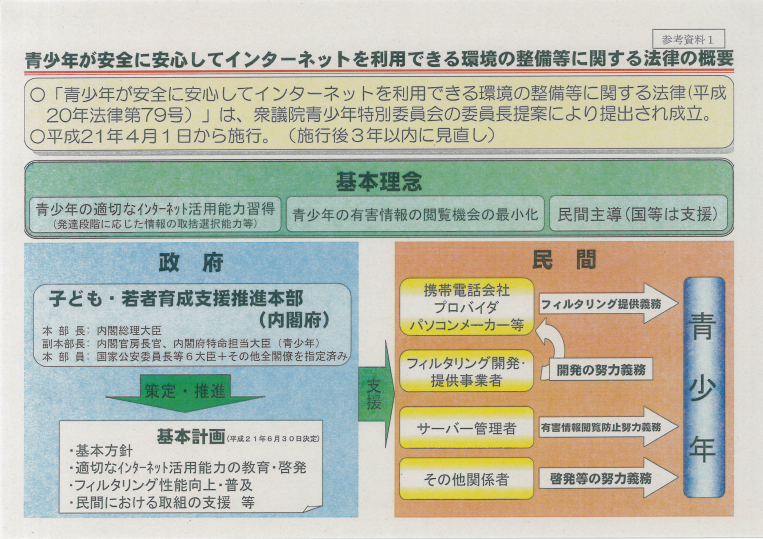 参考資料1
青少年が安全に安心してインターネットを利用できる環境の整備等に関する法律の概要
○「青少年が安全に安心してインターネットを利用できる環境の整備等に関する法律(平成
20年法律第79号)」は、衆議院青少年特別委員会の委員長提案により提出され成立。
○平成21年4月1日から施行。(施行後3年以内に見直し)
基本理念
青少年の適切なインターネット活用能力習得
(発達段階に応じた情報の取捨選択能力等)
青少年の有害情報の閲覧機会の最小化
民間主導(国等は支援)
政府
子ども・若者育成支援推進本部
(内閣府)
本部長: 内閣総理大臣
副本部長: 内閣官房長官、内閣府特命担当大臣(青少年)
本部員: 国家公安委員長等6大臣+その他全閣僚を指定済み
策定・推進
基本計画(平成21年6月30日決定)
・基本方針
・適切なインターネット活用能力の教育・啓発
・フィルタリング性能向上・普及
・民間における取組の支援 等
支援
民間
携帯電話会社
プロバイダ
パソコンメーカー等
フィルタリング提供義務
フィルタリング開発・
提供事業者
開発の努力義務
サーバー管理者
有害情報閲覧防止努力義務
その他関係者
啓発等の努力義務
青少年